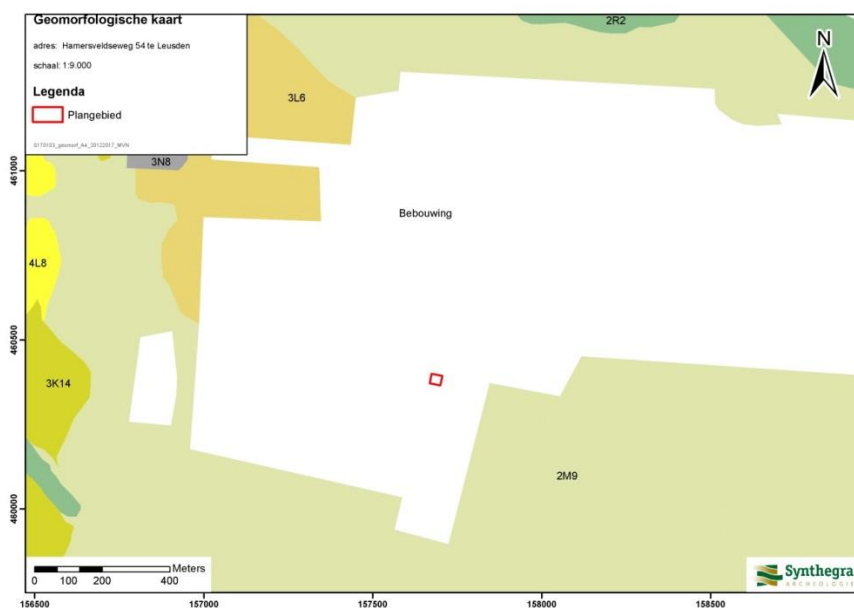 Geomorfologische kaart
adres: Hamersveldseweg 54 te Leusden
schaal: 1:9.000
Legenda
Plangebied
2R2
N
3L6
3N8
Bebouwing
4L8
3K14
2M9
461000
460500
460000
Meters
0 100 200 400
Synthegra
ARCHEOLOGIE
156500 157000 157500 158000 158500